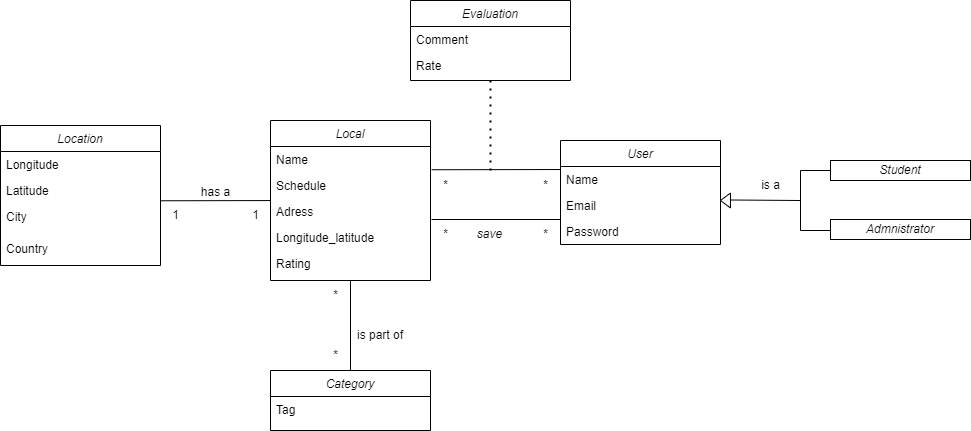 Evaluation
Comment
Rate
Location
Longitude
Latitude
City
Country
has a
1
1
Local
Name
Schedule
Adress
Longitude_latitude
Rating
*
*
*
save
*
User
Name
Email
Password
is a
Student
Admnistrator
*
is part of
*
Category
Tag